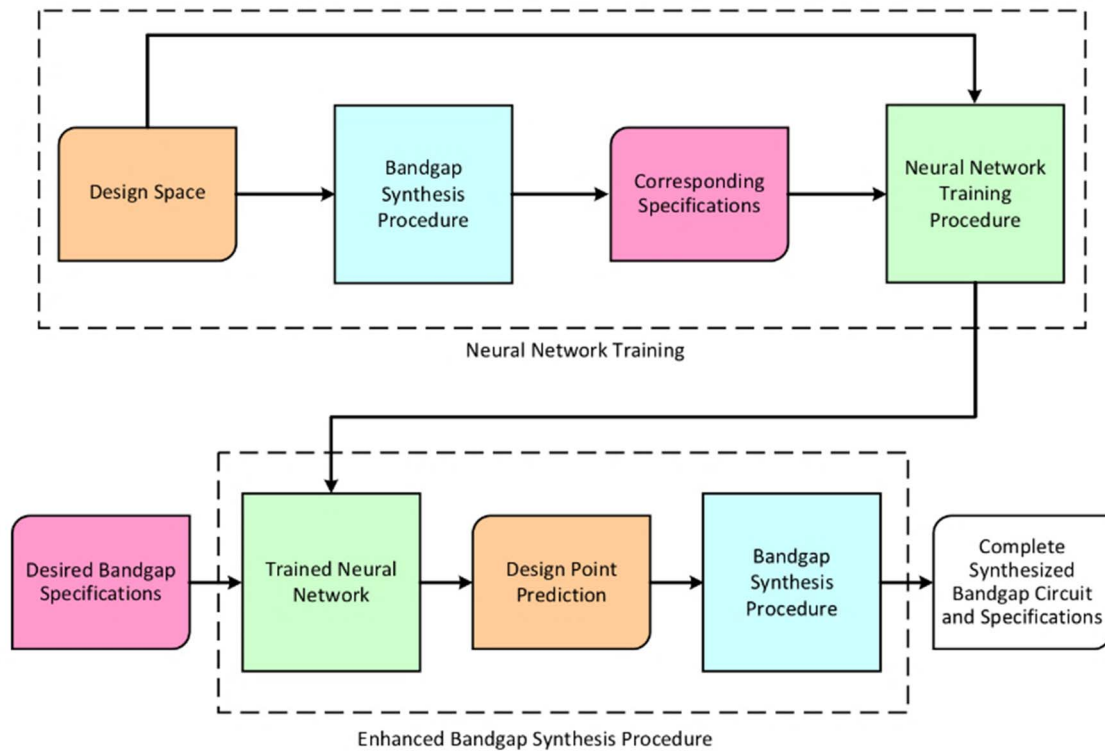 Design Space
Bandgap
Synthesis
Procedure
Corresponding
Specifications
Neural Network
Training
Procedure
Neural Network Training
Desired Bandgap
Specifications
Trained Neural
Network
Design Point
Prediction
Bandgap
Synthesis
Procedure
Complete
Synthesized
Bandgap Circuit
and Specifications
Enhanced Bandgap Synthesis Procedure